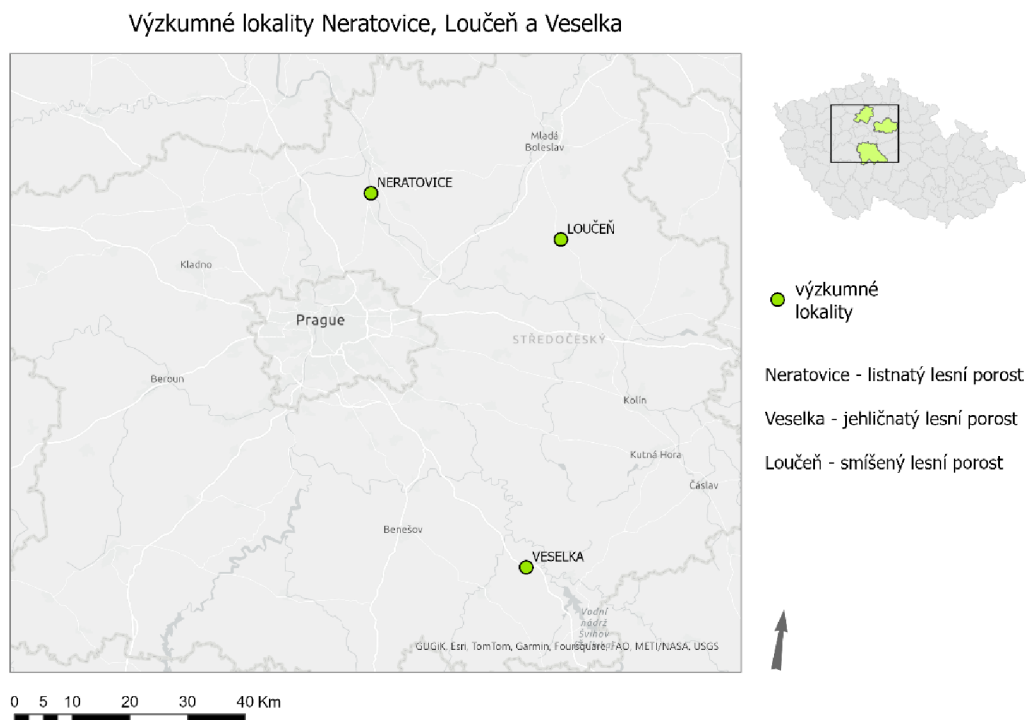 Výzkumné lokality Neratovice, Loučeň a Veselka
Mladá
Boleslav
NERATOVICE
LOUČEŇ
Kladno
Prague
STŘEDOČESKÝ
Beroun
Kolín
Kutná Hora
Čáslav
Benešov
VESELKA
Vodní
nádrž
Švihov
GUGiK, Esri, TomTom, Garmin, Foursquare, FAO, METI/NASA, USGS
0 5 10 20 30 40 Km
výzkumné
lokality
Neratovice - listnatý lesní porost
Veselka - jehličnatý lesní porost
Loučeň - smíšený lesní porost